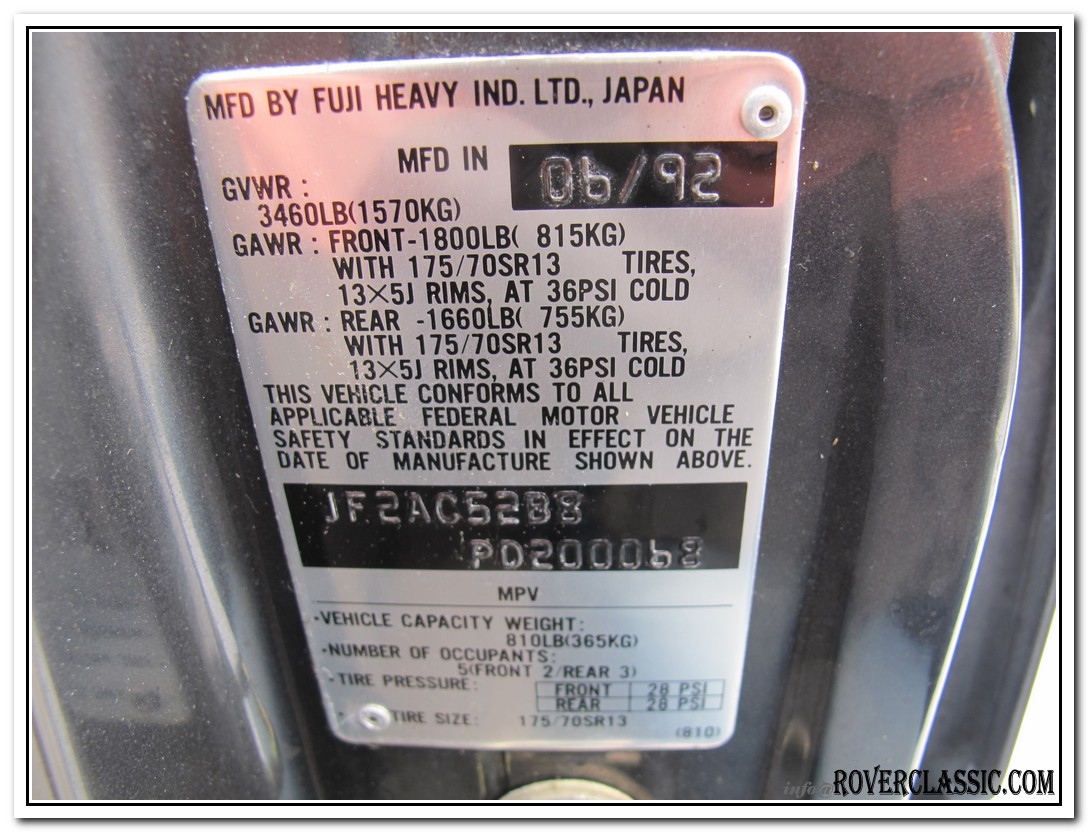 MFD BY FUJI HEAVY IND. LTD., JAPAN
MFD IN 06/92
GVWR :
3460LB(1570KG)
GAWR : FRONT-1800LB( 815KG)
WITH 175/70SR13 TIRES,
13×5J RIMS, AT 36PSI COLD
GAWR : REAR -1660LB( 755KG)
WITH 175/70SR13 TIRES,
13×5J RIMS, AT 36PSI COLD
THIS VEHICLE CONFORMS TO ALL
APPLICABLE FEDERAL MOTOR VEHICLE
SAFETY STANDARDS IN EFFECT ON THE
DATE OF MANUFACTURE SHOWN ABOVE.
JF2AC52B8
PD200068
MPV
·VEHICLE CAPACITY WEIGHT:
810LB(365KG)
·NUMBER OF OCCUPANTS:
5(FRONT 2/REAR 3)
·TIRE PRESSURE: FRONT 28 PSI
REAR 28 PSI
TIRE SIZE: 175/70SR13
(810)
ROVERCLASSIC.COM